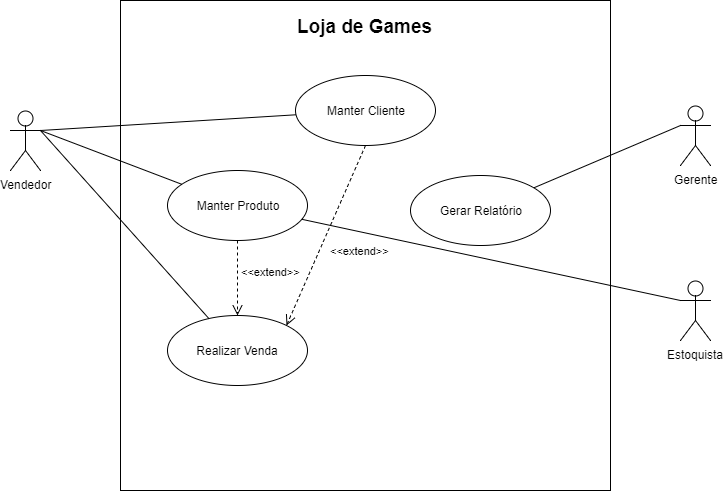 Loja de Games
Manter Cliente
Vendedor
Gerente
Manter Produto
Gerar Relatório
<<extend>>
<<extend>>
Realizar Venda
Estoquista